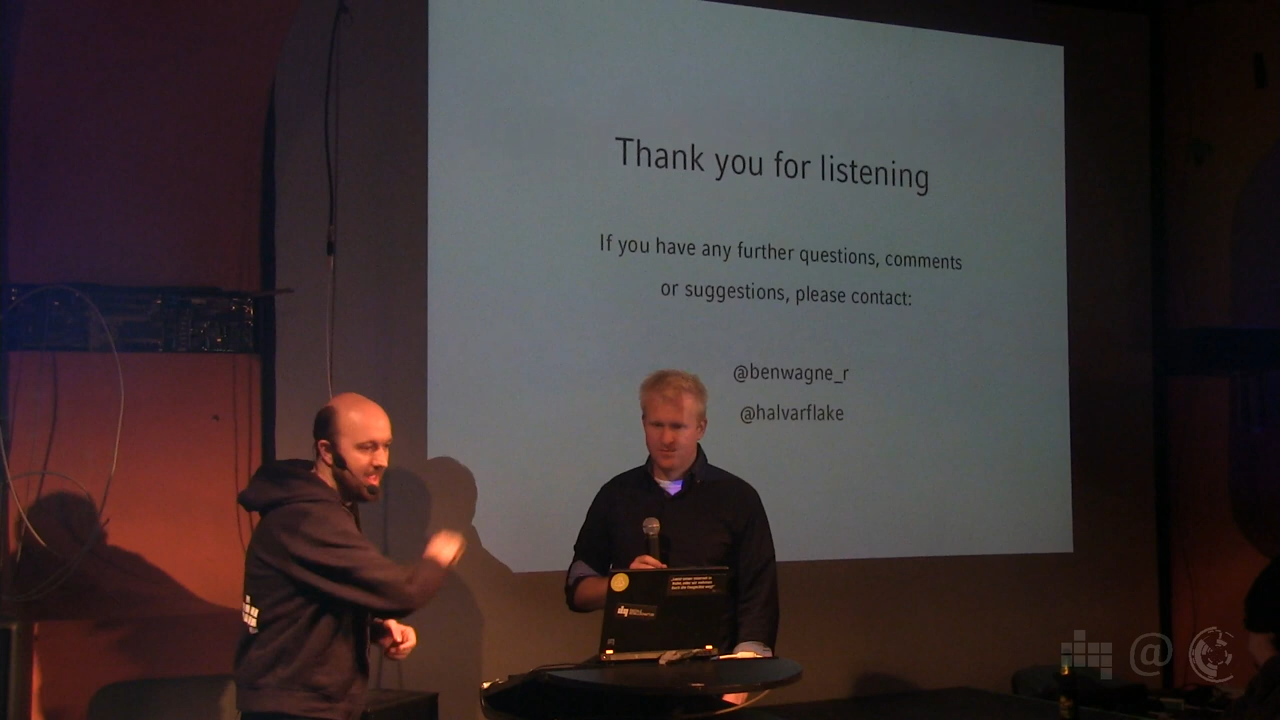 Thank you for listening
If you have any further questions, comments
or suggestions, please contact:
@benwagne_r
@halvarflake
@